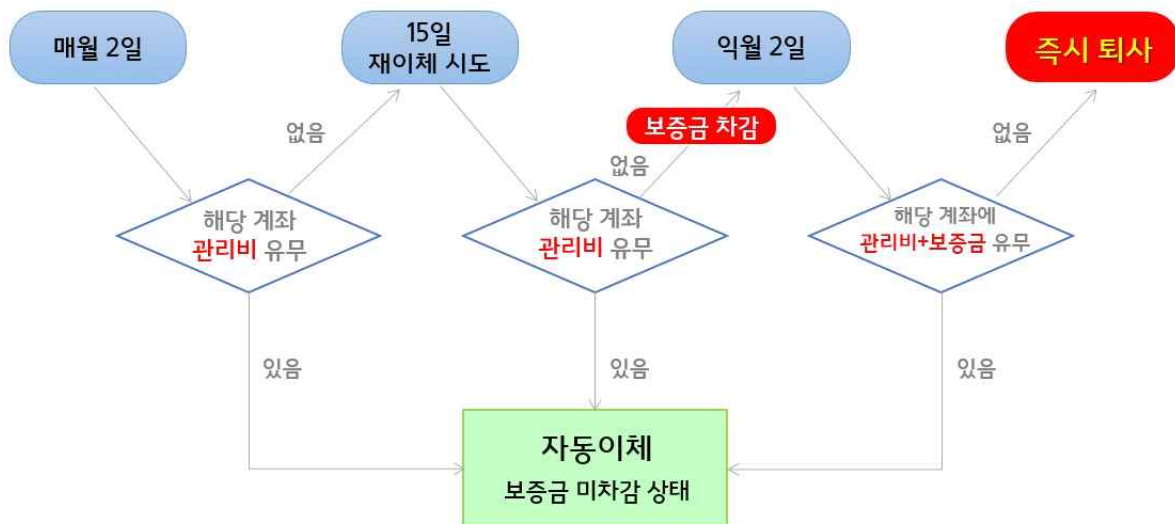 매월 2일
15일
재이체 시도
익월 2일
즉시 퇴사
없음
없음
보증금 차감
없음
해당 계좌
관리비 유무
해당 계좌
관리비 유무
해당 계좌에
관리비+보증금 유무
있음
있음
있음
자동이체
보증금 미차감 상태